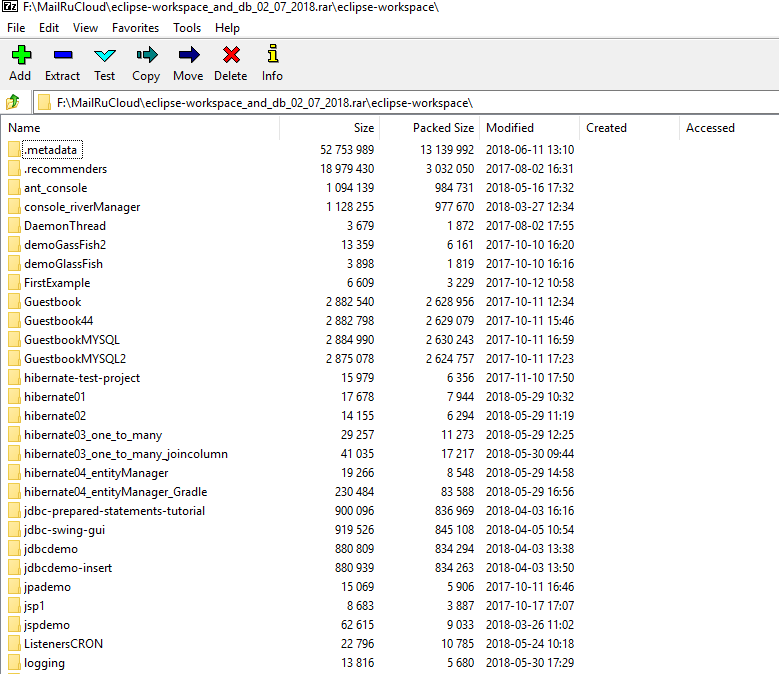 F:\MailRuCloud\eclipse-workspace_and_db_02_07_2018.rar\eclipse-workspace\
File Edit View Favorites Tools Help
Add Extract Test Copy Move Delete Info
F:\MailRuCloud\eclipse-workspace_and_db_02_07_2018.rar\eclipse-workspace\
Name Size Packed Size Modified Created Accessed
.metadata 52 753 989 13 139 992 2018-06-11 13:10
.recommenders 18 979 430 3 032 050 2017-08-02 16:31
ant_console 1 094 139 984 731 2018-05-16 17:32
console_riverManager 1 128 255 977 670 2018-03-27 12:34
DaemonThread 3 679 1 872 2017-08-02 17:55
demoGassFish2 13 359 6 161 2017-10-10 16:20
demoGlassFish 3 898 1 819 2017-10-10 16:16
FirstExample 6 609 3 229 2017-10-12 10:58
Guestbook 2 882 540 2 628 956 2017-10-11 12:34
Guestbook44 2 882 798 2 629 079 2017-10-11 15:46
GuestbookMYSQL 2 884 990 2 630 243 2017-10-11 16:59
GuestbookMYSQL2 2 875 078 2 624 757 2017-10-11 17:23
hibernate-test-project 15 979 6 356 2017-11-10 17:50
hibernate01 17 678 7 944 2018-05-29 10:32
hibernate02 14 155 6 294 2018-05-29 11:19
hibernate03_one_to_many 29 257 11 273 2018-05-29 12:25
hibernate03_one_to_many_joincolumn 41 035 17 217 2018-05-30 09:44
hibernate04_entityManager 19 266 8 548 2018-05-29 14:58
hibernate04_entityManager_Gradle 230 484 83 588 2018-05-29 16:56
jdbc-prepared-statements-tutorial 900 096 836 969 2018-04-03 16:16
jdbc-swing-gui 919 526 845 108 2018-04-05 10:54
jdbcdemo 880 809 834 294 2018-04-03 13:38
jdbcdemo-insert 880 939 834 263 2018-04-03 13:50
jpademo 15 069 5 906 2017-10-11 16:46
jsp1 8 683 3 887 2017-10-17 17:07
jspdemo 62 615 9 033 2018-03-26 11:02
ListenersCRON 22 796 10 785 2018-05-24 10:18
logging 13 816 5 680 2018-05-30 17:29